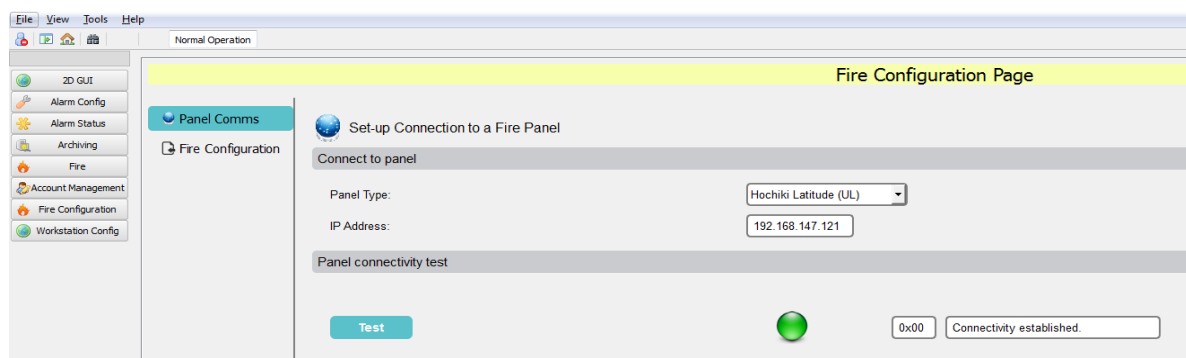 File View Tools Help
Normal Operation
Fire Configuration Page
2D GUI
Alarm Config
Alarm Status
Archiving
Fire
Account Management
Fire Configuration
Workstation Config
Panel Comms
Fire Configuration
Set-up Connection to a Fire Panel
Connect to panel
Panel Type: Hochiki Latitude (UL)
IP Address: 192.168.147.121
Panel connectivity test
Test 0x00 Connectivity established.